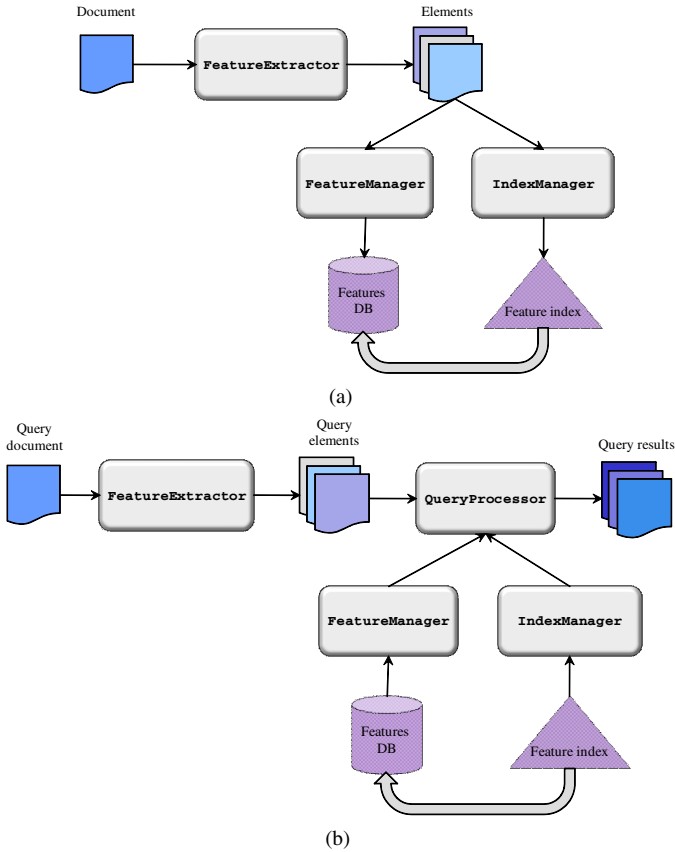 Document
Elements
FeatureExtractor
FeatureManager
IndexManager
Features
DB
Feature index
(a)
Query
document
Query
elements
Query results
FeatureExtractor
QueryProcessor
FeatureManager
IndexManager
Features
DB
Feature index
(b)